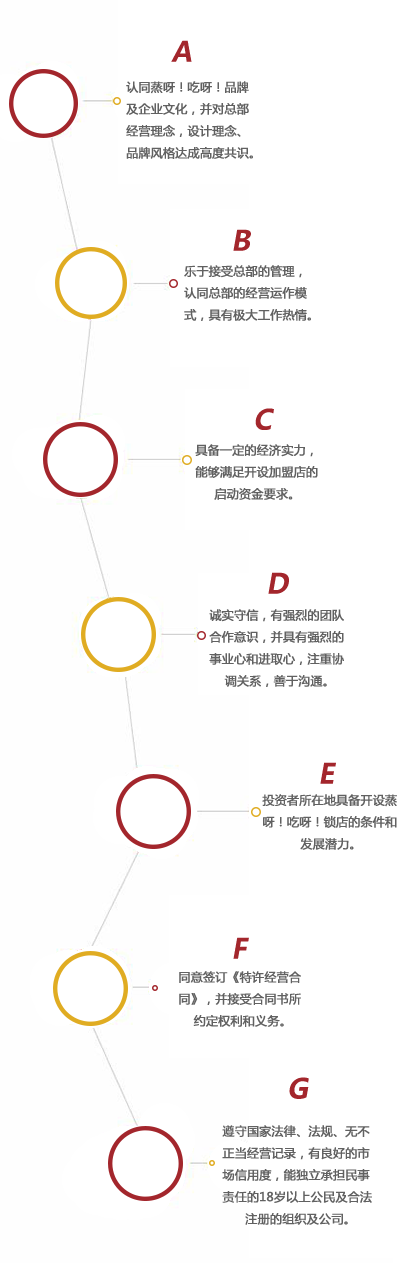 A
认同蒸呀！吃呀！品牌
及企业文化，并对总部
经营理念，设计理念、
品牌风格达成高度共识。
B
乐于接受总部的管理，
认同总部的经营运作模
式，具有极大工作热情。
C
具备一定的经济实力，
能够满足开设加盟店的
启动资金要求。
D
诚实守信，有强烈的团队
合作意识，并具有强烈的
事业心和进取心，注重协
调关系，善于沟通。
E
投资者所在地具备开设蒸
呀！吃呀！锁店的条件和
发展潜力。
F
同意签订《特许经营合
同》，并接受合同书所
约定权利和义务。
G
遵守国家法律、法规、无不
正当经营记录，有良好的市
场信用度，能独立承担民事
责任的18岁以上公民及合法
注册的组织及公司。